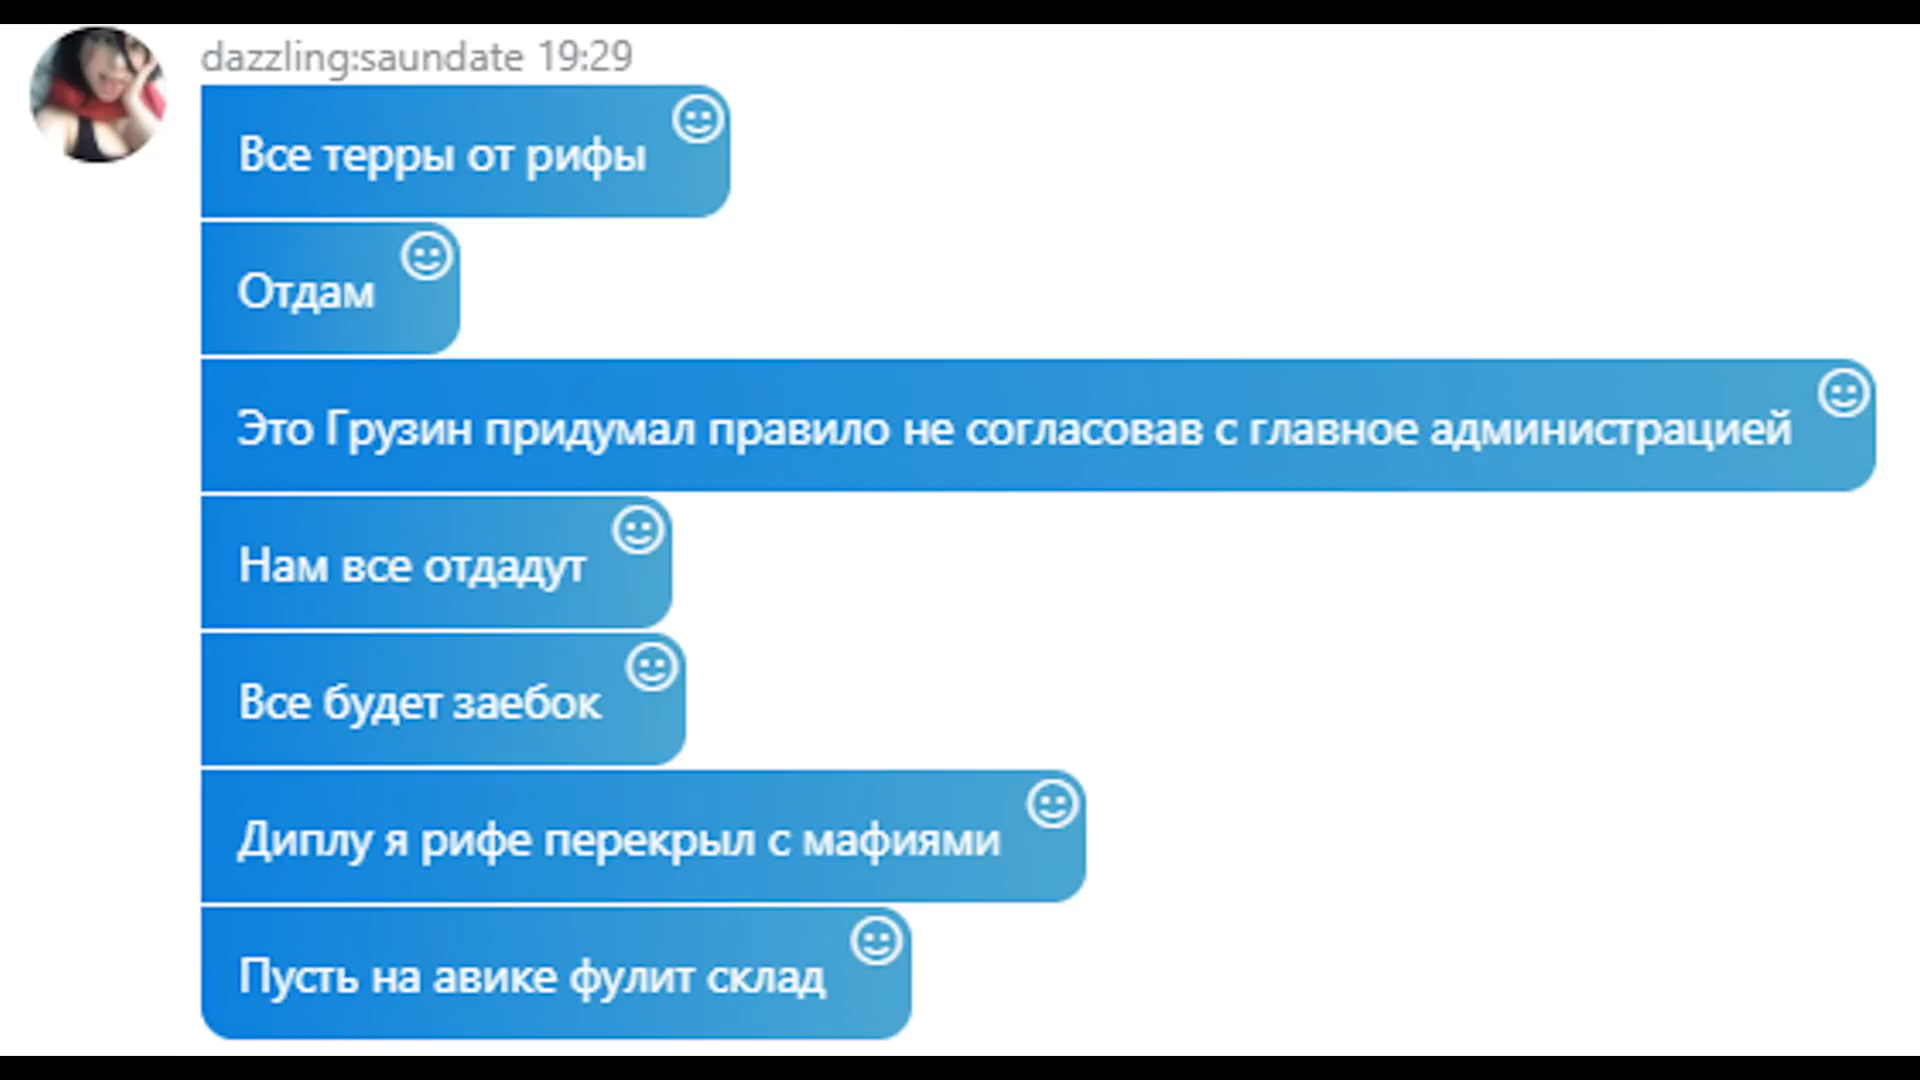 dazzling:saundate 19:29
Все терры от рифы
Отдам
Это Грузин придумал правило не согласовав с главное администрацией
Нам все отдадут
Все будет заебок
Диплу я рифе перекрыл с мафиями
Пусть на авике фулит склад